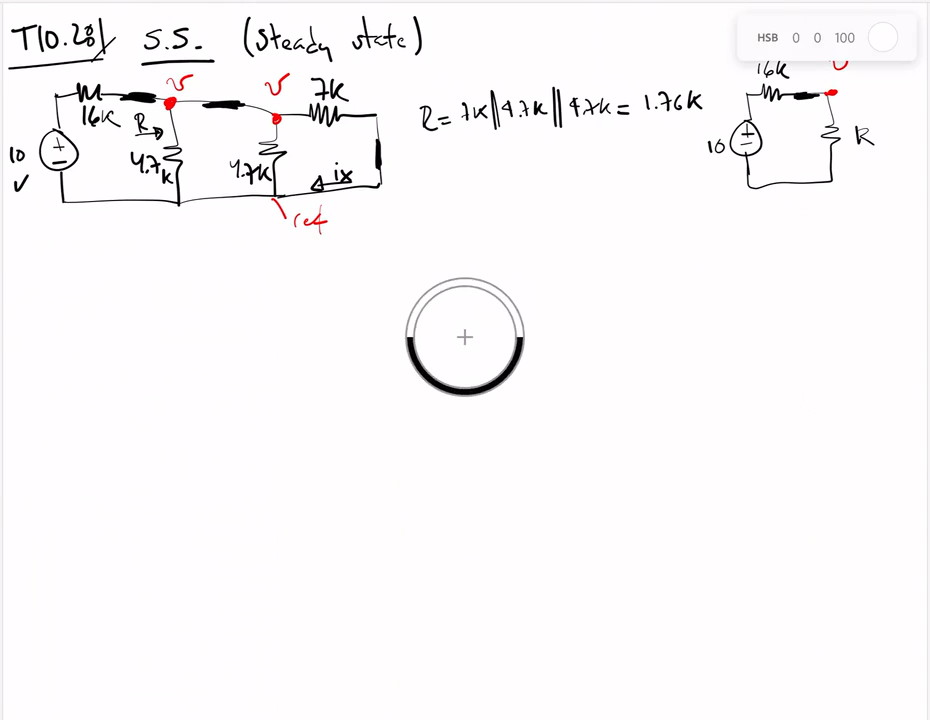 T10.28 S.S. (steady state)
HSB 0 0 100
v v 7K 16K
16K R 4.7K 4.7K ix
10 V
ref
R = 7K || 4.7K || 4.7K = 1.76K
10 R